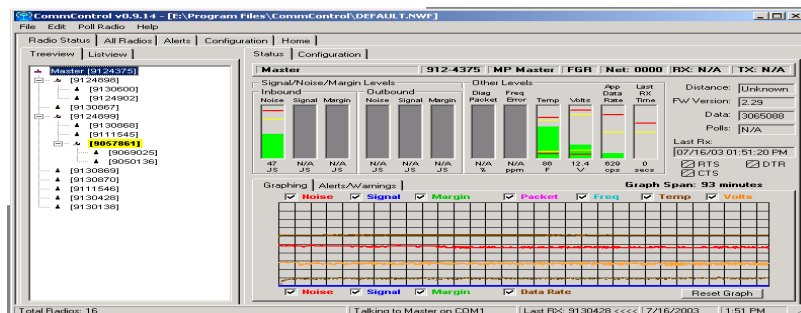 CommControl v0.9.14 - [E:\Program Files\CommControl\DEFAULT.NWF]
File Edit Poll Radio Help
Radio Status All Radios Alerts Configuration Home
Treeview Listview
Master [9124375]
[9124898]
[9130600]
[9124902]
[9130667]
[9124899]
[9130868]
[9111545]
[9057861]
[9069025]
[9050136]
[9130869]
[9130870]
[9111546]
[9130428]
[9130138]
Status Configuration
Master 912-4375 MP Master FGR Net: 0000 RX: N/A TX: N/A
Signal/Noise/Margin Levels Other Levels
Inbound Outbound
Noise Signal Margin Noise Signal Margin Diag Packet Freq Error Temp Volts App Data Rate Last RX Time
47 N/A N/A N/A N/A N/A N/A N/A 86 12.4 629 0
JS JS JS JS JS JS % ppm F V cps secs
Distance: Unknown
FW Version: 2.29
Data: 3065088
Polls: N/A
Last Rx:
07/16/03 01:51:20 PM
RTS DTR
CTS
Graphing Alerts/Warnings Graph Span: 93 minutes
Noise Signal Margin Packet Freq Temp Volts
Noise Signal Margin Data Rate Reset Graph
Total Radios: 16 Talking to Master on COM1 Last RX: 9130428 <<<< 7/16/2003 1:51 PM